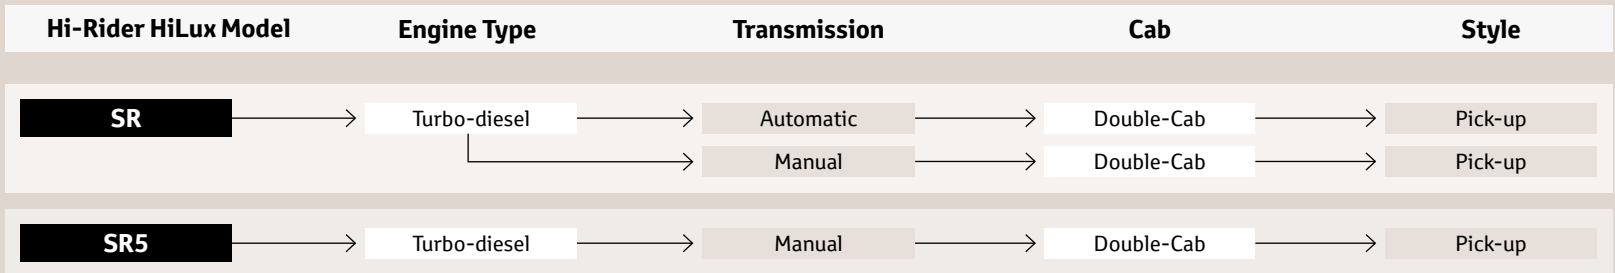 Hi-Rider HiLux Model Engine Type Transmission Cab Style
SR Turbo-diesel Automatic Double-Cab Pick-up
Manual Double-Cab Pick-up
SR5 Turbo-diesel Manual Double-Cab Pick-up